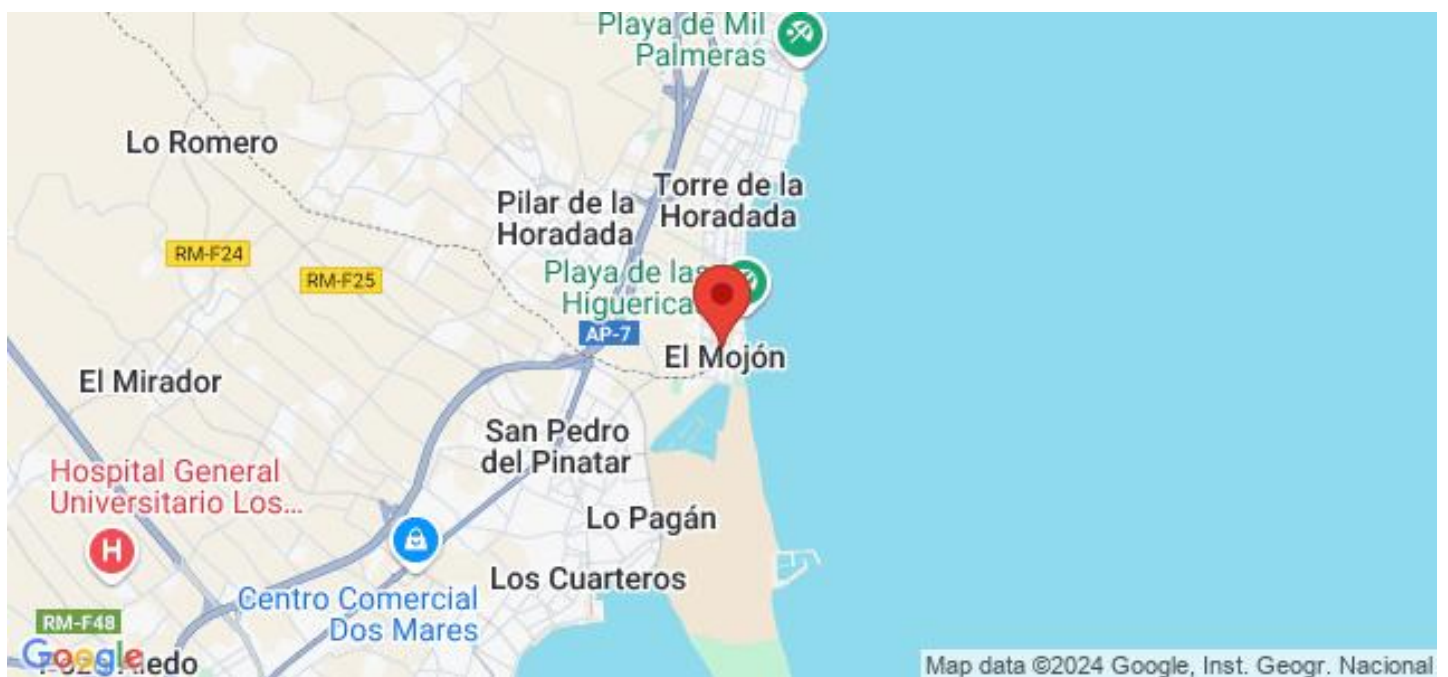 Playa de Mil
Palmeras
Lo Romero
Torre de la
Horadada
Pilar de la
Horadada
RM-F24
RM-F25
Playa de las
Higuerica
AP-7
El Mojón
El Mirador
San Pedro
del Pinatar
Hospital General
Universitario Los...
H
Lo Pagán
Los Cuarteros
Centro Comercial
Dos Mares
RM-F48
Google
edo
Map data ©2024 Google, Inst. Geogr. Nacional